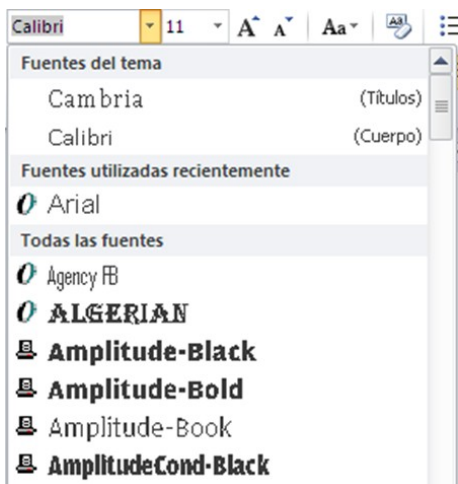 Calibri 11 A A Aa
Fuentes del tema
Cambria (Títulos)
Calibri (Cuerpo)
Fuentes utilizadas recientemente
O Arial
Todas las fuentes
O Agency FB
O ALGERIAN
Amplitude-Black
Amplitude-Bold
Amplitude-Book
AmplitudeCond-Black